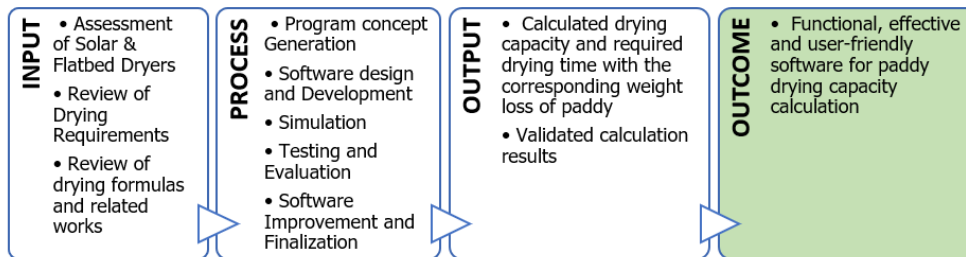 INPUT
• Assessment
of Solar &
Flatbed Dryers
• Review of
Drying
Requirements
• Review of
drying formulas
and related
works
PROCESS
• Program concept
Generation
• Software design
and Development
• Simulation
• Testing and
Evaluation
• Software
Improvement and
Finalization
OUTPUT
• Calculated drying
capacity and required
drying time with the
corresponding weight
loss of paddy
• Validated calculation
results
OUTCOME
• Functional, effective
and user-friendly
software for paddy
drying capacity
calculation